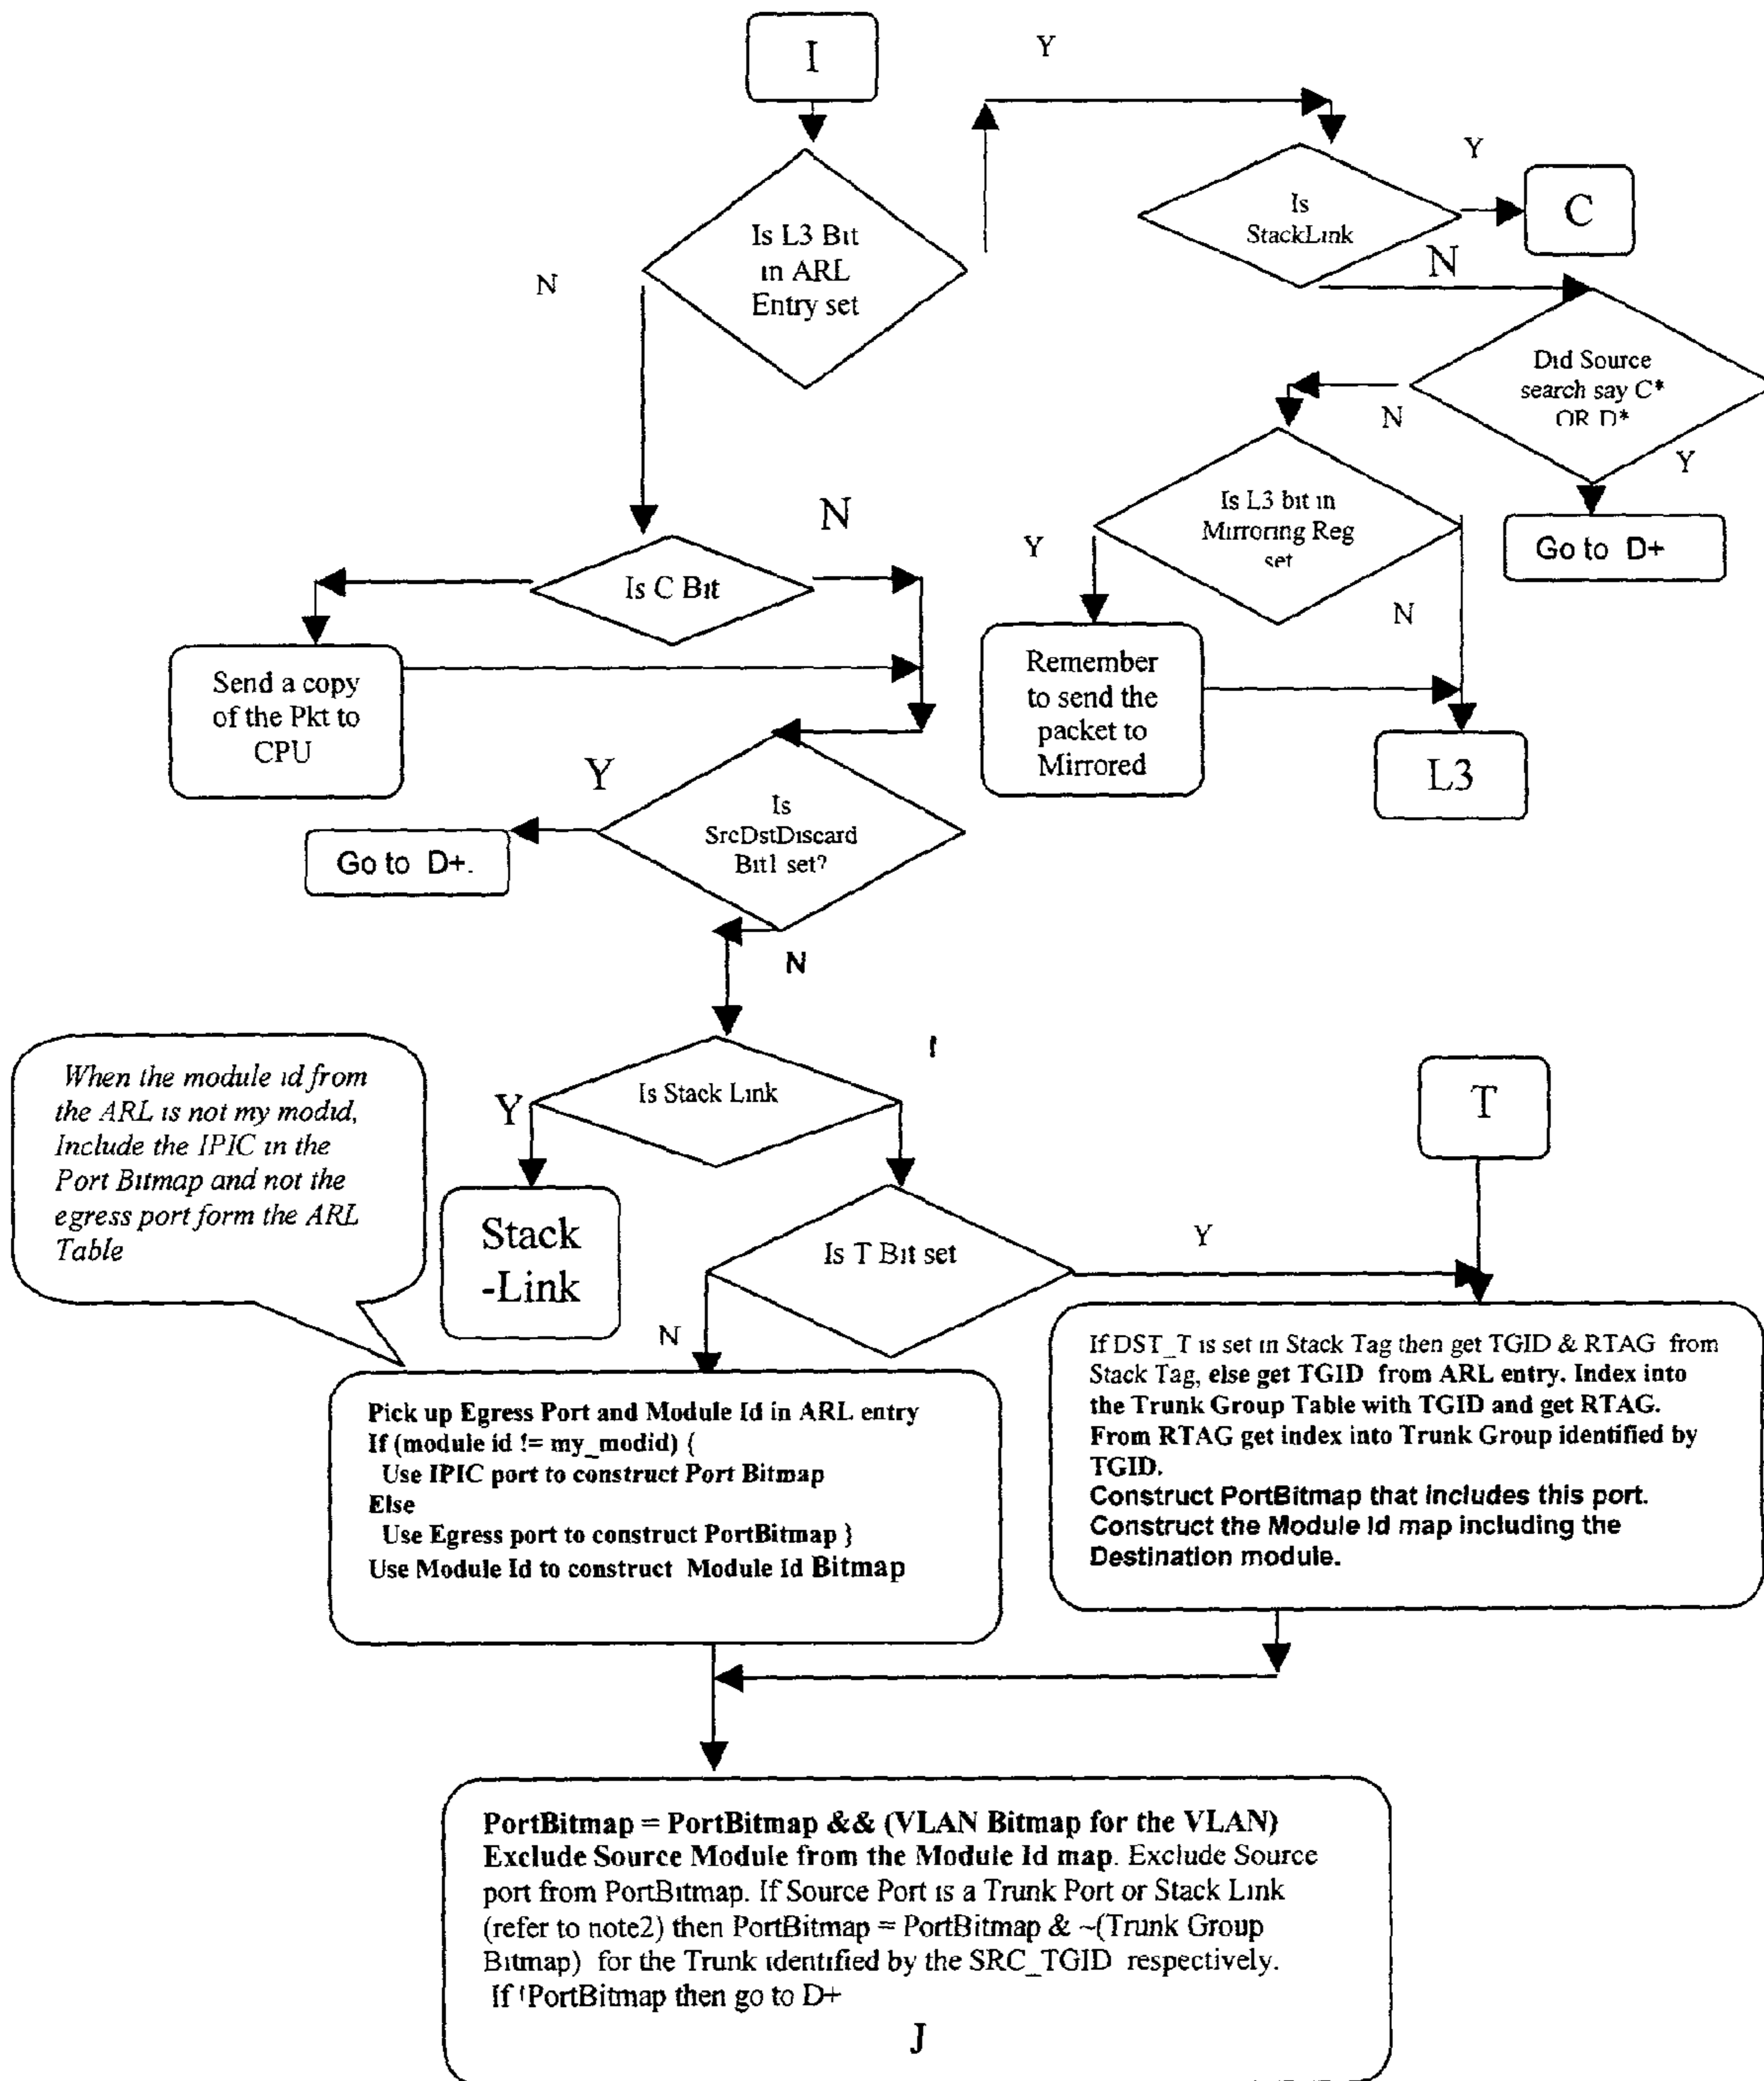 I
Y
Is L3 Bit
in ARL
Entry set
N
Is
StackLink
Y
C
N
Did Source
search say C*
OR D*
N
Y
Go to D+
Is L3 bit in
Mirroring Reg
set
Y
N
Remember
to send the
packet to
Mirrored
L3
Is C Bit
N
Send a copy
of the Pkt to
CPU
Y
Is
SrcDstDiscard
Bit1 set?
Go to D+.
N
Is Stack Link
Y
Stack
-Link
When the module id from
the ARL is not my modid,
Include the IPIC in the
Port Bitmap and not the
egress port form the ARL
Table
T
Is T Bit set
Y
N
Pick up Egress Port and Module Id in ARL entry
If (module id != my_modid) {
Use IPIC port to construct Port Bitmap
Else
Use Egress port to construct PortBitmap }
Use Module Id to construct Module Id Bitmap
If DST_T is set in Stack Tag then get TGID & RTAG from
Stack Tag, else get TGID from ARL entry. Index into
the Trunk Group Table with TGID and get RTAG.
From RTAG get index into Trunk Group identified by
TGID.
Construct PortBitmap that includes this port.
Construct the Module Id map including the
Destination module.
PortBitmap = PortBitmap && (VLAN Bitmap for the VLAN)
Exclude Source Module from the Module Id map. Exclude Source
port from PortBitmap. If Source Port is a Trunk Port or Stack Link
(refer to note2) then PortBitmap = PortBitmap & ~(Trunk Group
Bitmap) for the Trunk identified by the SRC_TGID respectively.
If !PortBitmap then go to D+
J